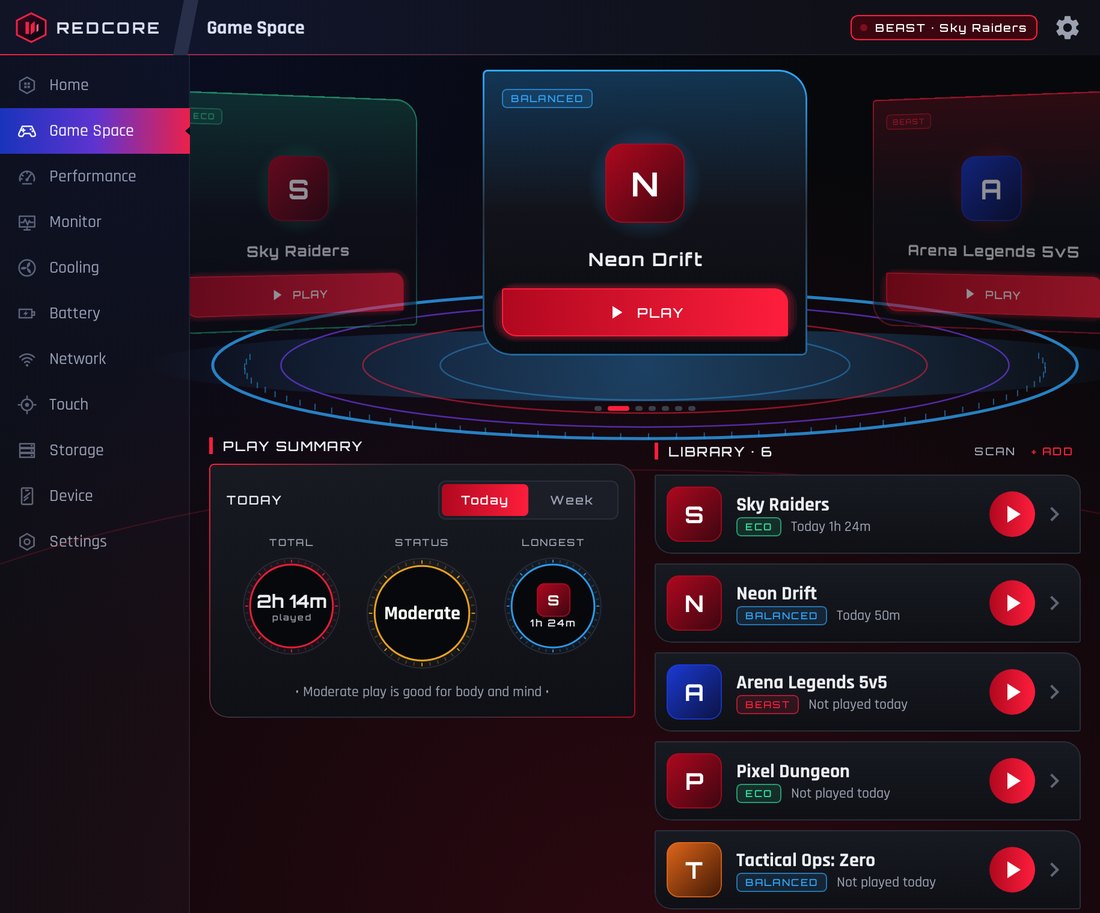 REDCORE
Game Space
BEAST · Sky Raiders
Home
Game Space
Performance
Monitor
Cooling
Battery
Network
Touch
Storage
Device
Settings
ECO
S
Sky Raiders
PLAY
BALANCED
N
Neon Drift
PLAY
BEAST
A
Arena Legends 5v5
PLAY
PLAY SUMMARY
TODAY
Today
Week
TOTAL
STATUS
LONGEST
2h 14m
played
Moderate
S
1h 24m
· Moderate play is good for body and mind ·
LIBRARY · 6
SCAN
+ ADD
S
Sky Raiders
ECO
Today 1h 24m
N
Neon Drift
BALANCED
Today 50m
A
Arena Legends 5v5
BEAST
Not played today
P
Pixel Dungeon
ECO
Not played today
T
Tactical Ops: Zero
BALANCED
Not played today